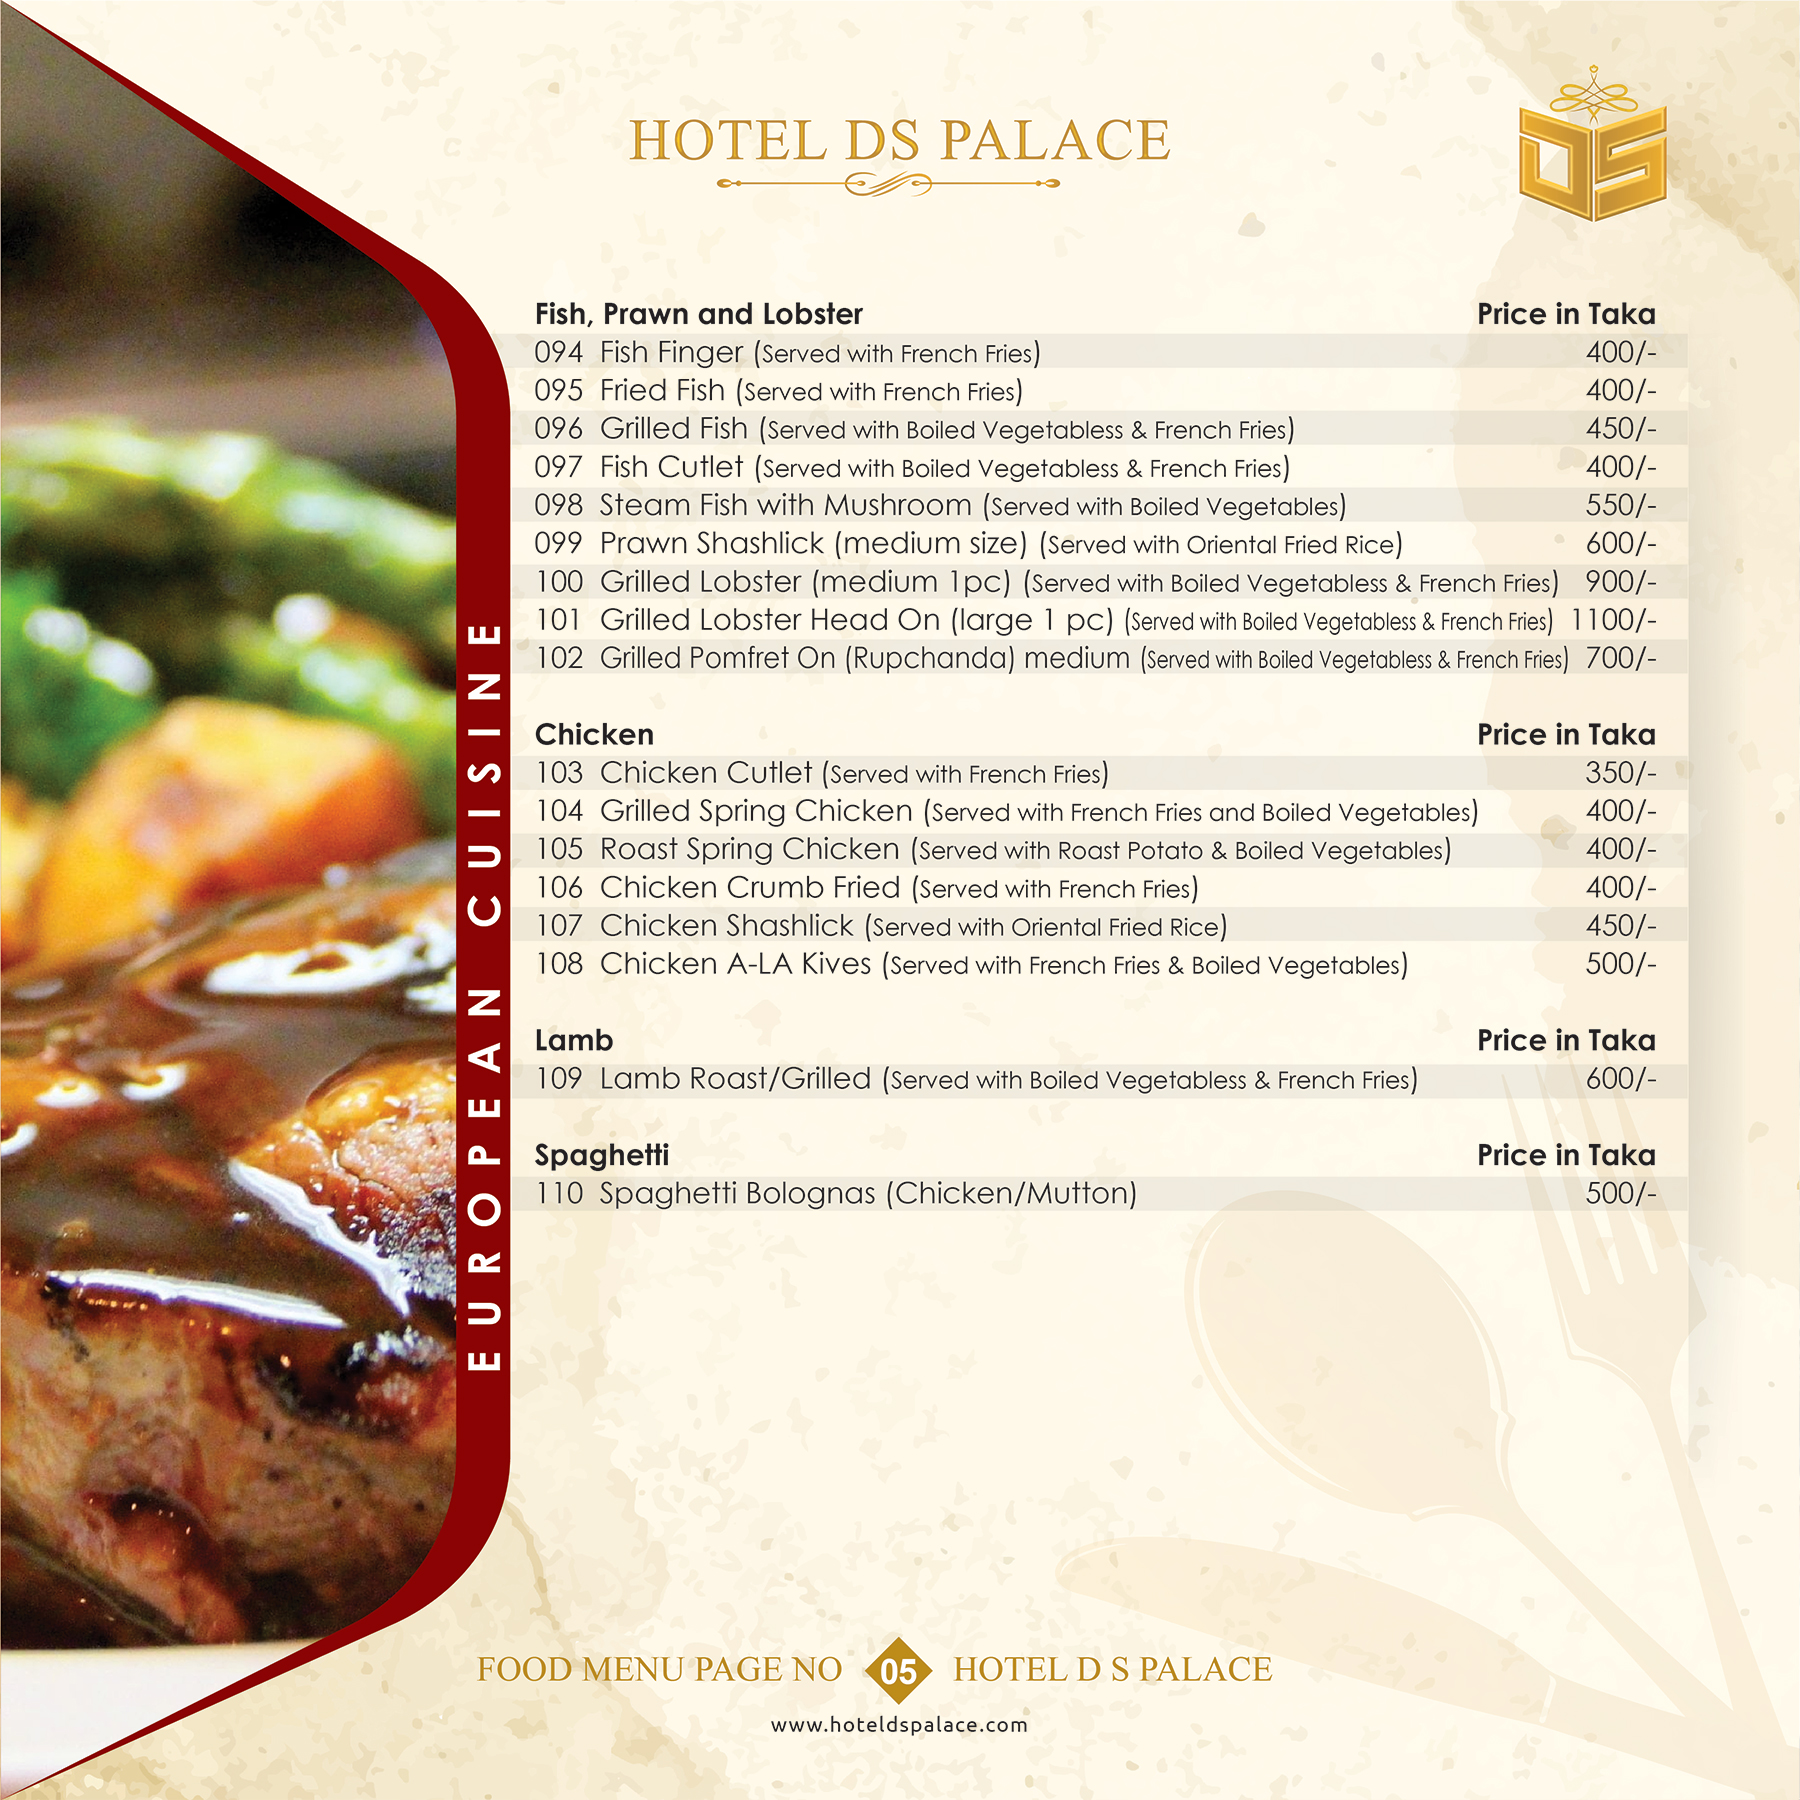 HOTEL DS PALACE
DS
EUROPEAN CUISINE
Fish, Prawn and Lobster Price in Taka
094 Fish Finger (Served with French Fries) 400/-
095 Fried Fish (Served with French Fries) 400/-
096 Grilled Fish (Served with Boiled Vegetabless & French Fries) 450/-
097 Fish Cutlet (Served with Boiled Vegetabless & French Fries) 400/-
098 Steam Fish with Mushroom (Served with Boiled Vegetables) 550/-
099 Prawn Shashlick (medium size) (Served with Oriental Fried Rice) 600/-
100 Grilled Lobster (medium 1pc) (Served with Boiled Vegetabless & French Fries) 900/-
101 Grilled Lobster Head On (large 1 pc) (Served with Boiled Vegetabless & French Fries) 1100/-
102 Grilled Pomfret On (Rupchanda) medium (Served with Boiled Vegetabless & French Fries) 700/-
Chicken Price in Taka
103 Chicken Cutlet (Served with French Fries) 350/-
104 Grilled Spring Chicken (Served with French Fries and Boiled Vegetables) 400/-
105 Roast Spring Chicken (Served with Roast Potato & Boiled Vegetables) 400/-
106 Chicken Crumb Fried (Served with French Fries) 400/-
107 Chicken Shashlick (Served with Oriental Fried Rice) 450/-
108 Chicken A-LA Kives (Served with French Fries & Boiled Vegetables) 500/-
Lamb Price in Taka
109 Lamb Roast/Grilled (Served with Boiled Vegetabless & French Fries) 600/-
Spaghetti Price in Taka
110 Spaghetti Bolognas (Chicken/Mutton) 500/-
FOOD MENU PAGE NO 05 HOTEL D S PALACE
www.hoteldspalace.com